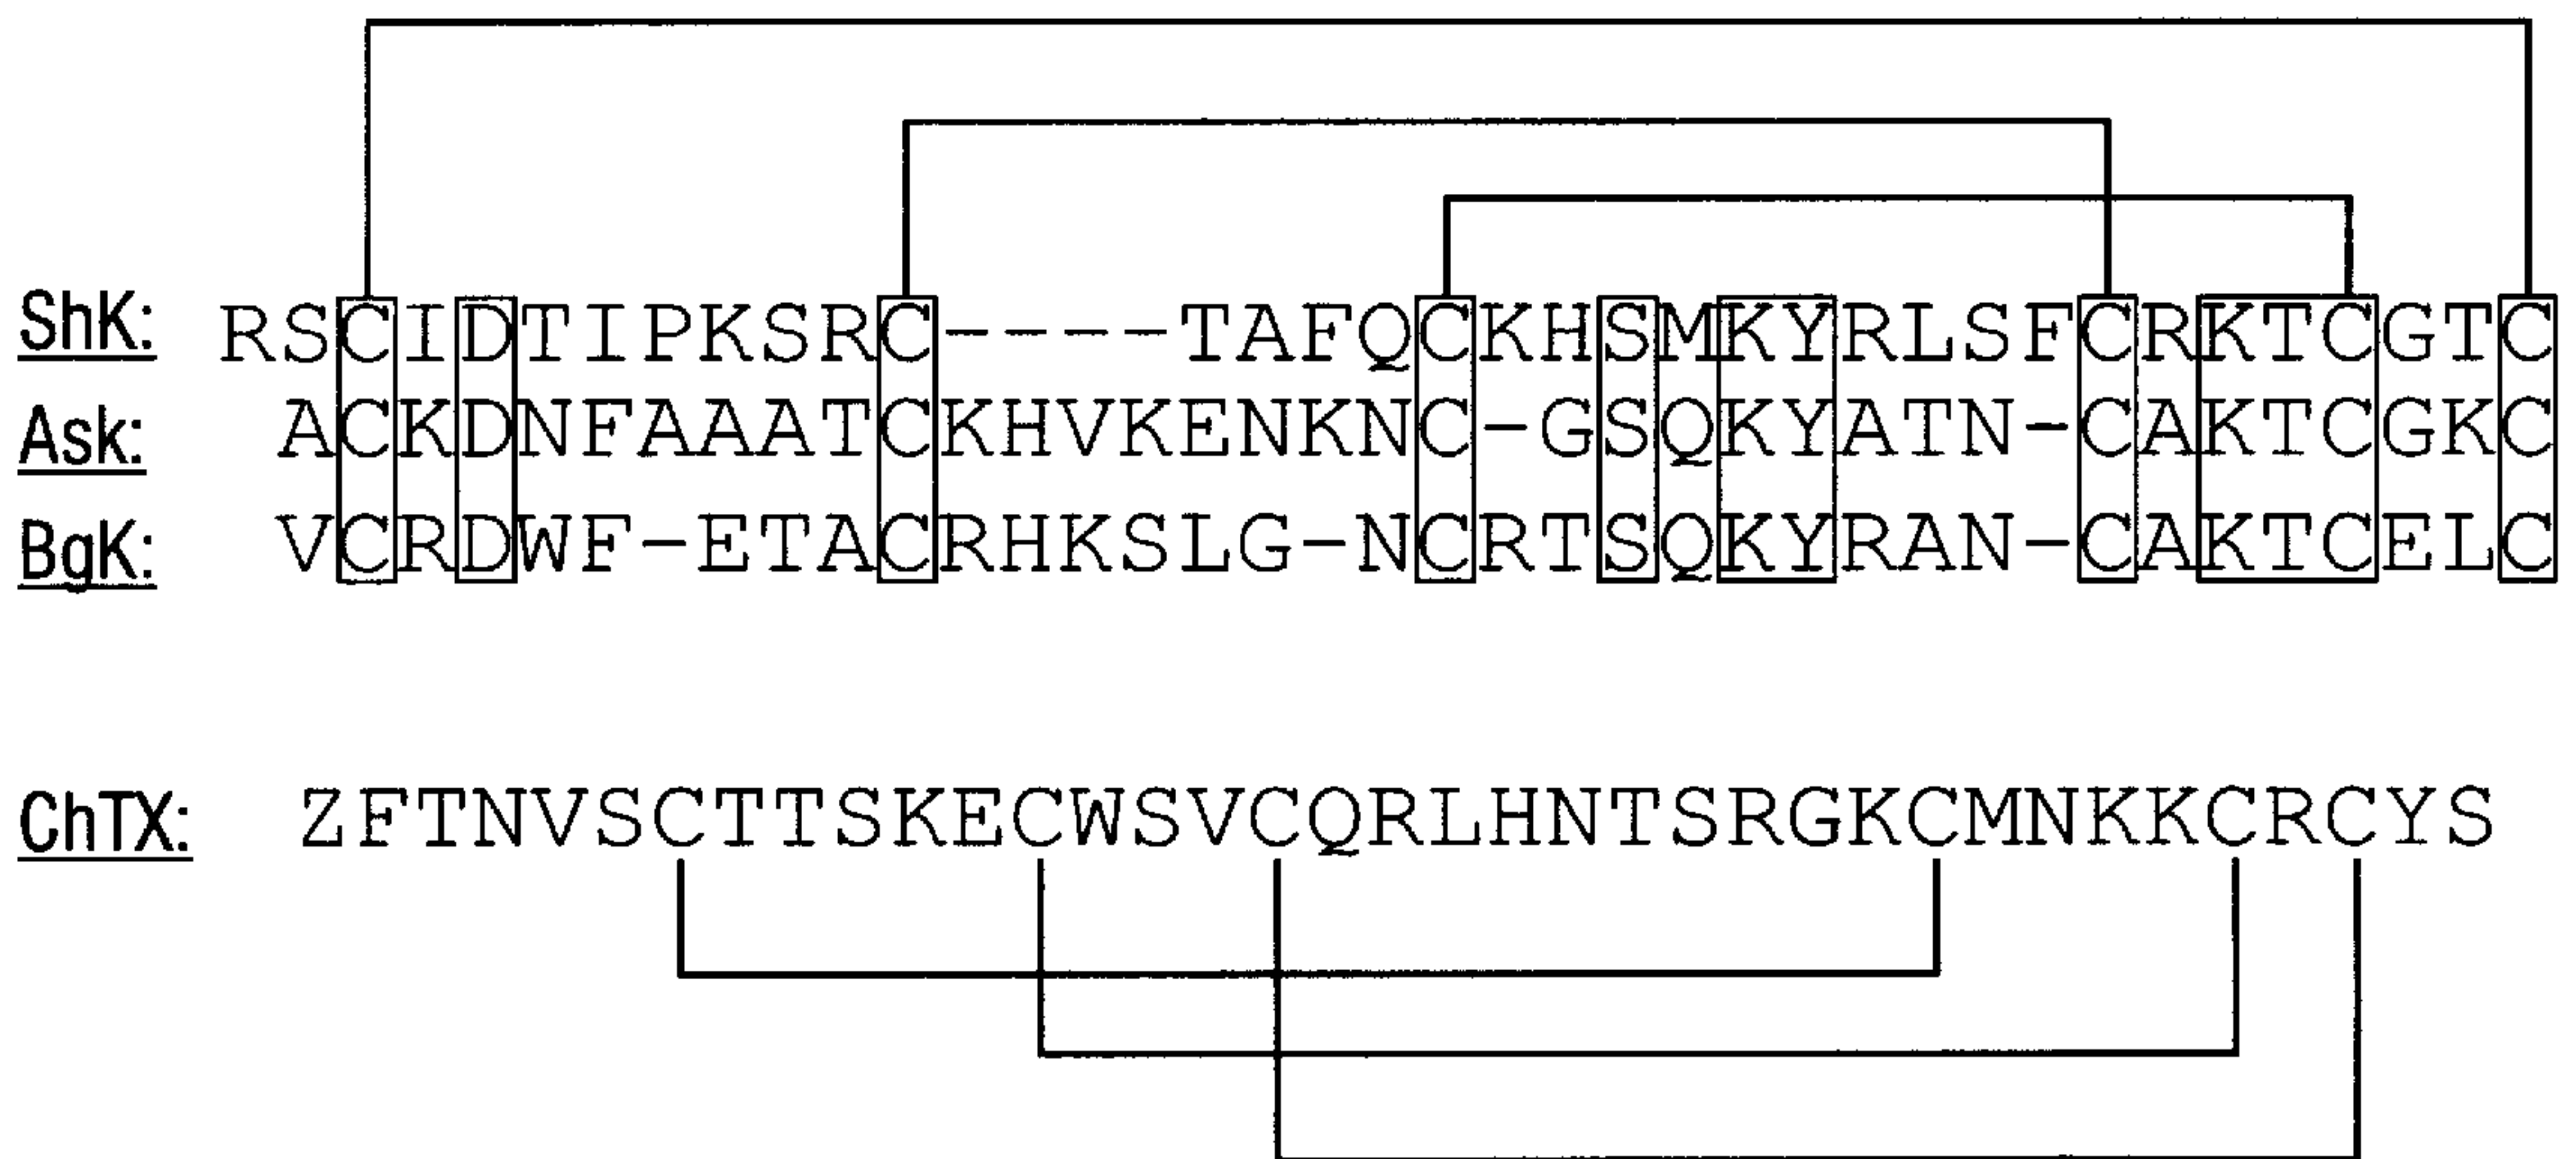 ShK: RSCIDTIPKSRC----TAFQCKHSMKYRLSFCRKTCGTC
Ask: ACKDNFAAATCKHVKENKNC-GSQKYATN-CAKTCGKC
BgK: VCRDWF-ETACRHKSLG-NCRTSQKYRAN-CAKTCELC
ChTX: ZFTNVSCTTSKECWSVCQRLHNTSRGKCMNKKCRCYS